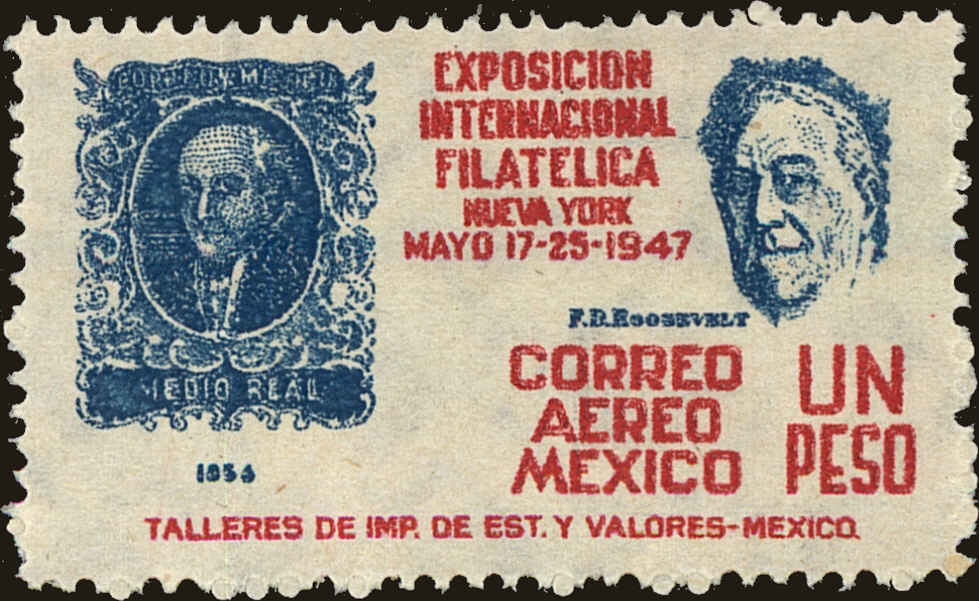 CORREOS MEXICO
MEDIO REAL
1856
EXPOSICION
INTERNACIONAL
FILATELICA
NUEVA YORK
MAYO 17-25-1947
F.D.ROOSEVELT
CORREO
AEREO
MEXICO
UN
PESO
TALLERES DE IMP. DE EST. Y VALORES-MEXICO.